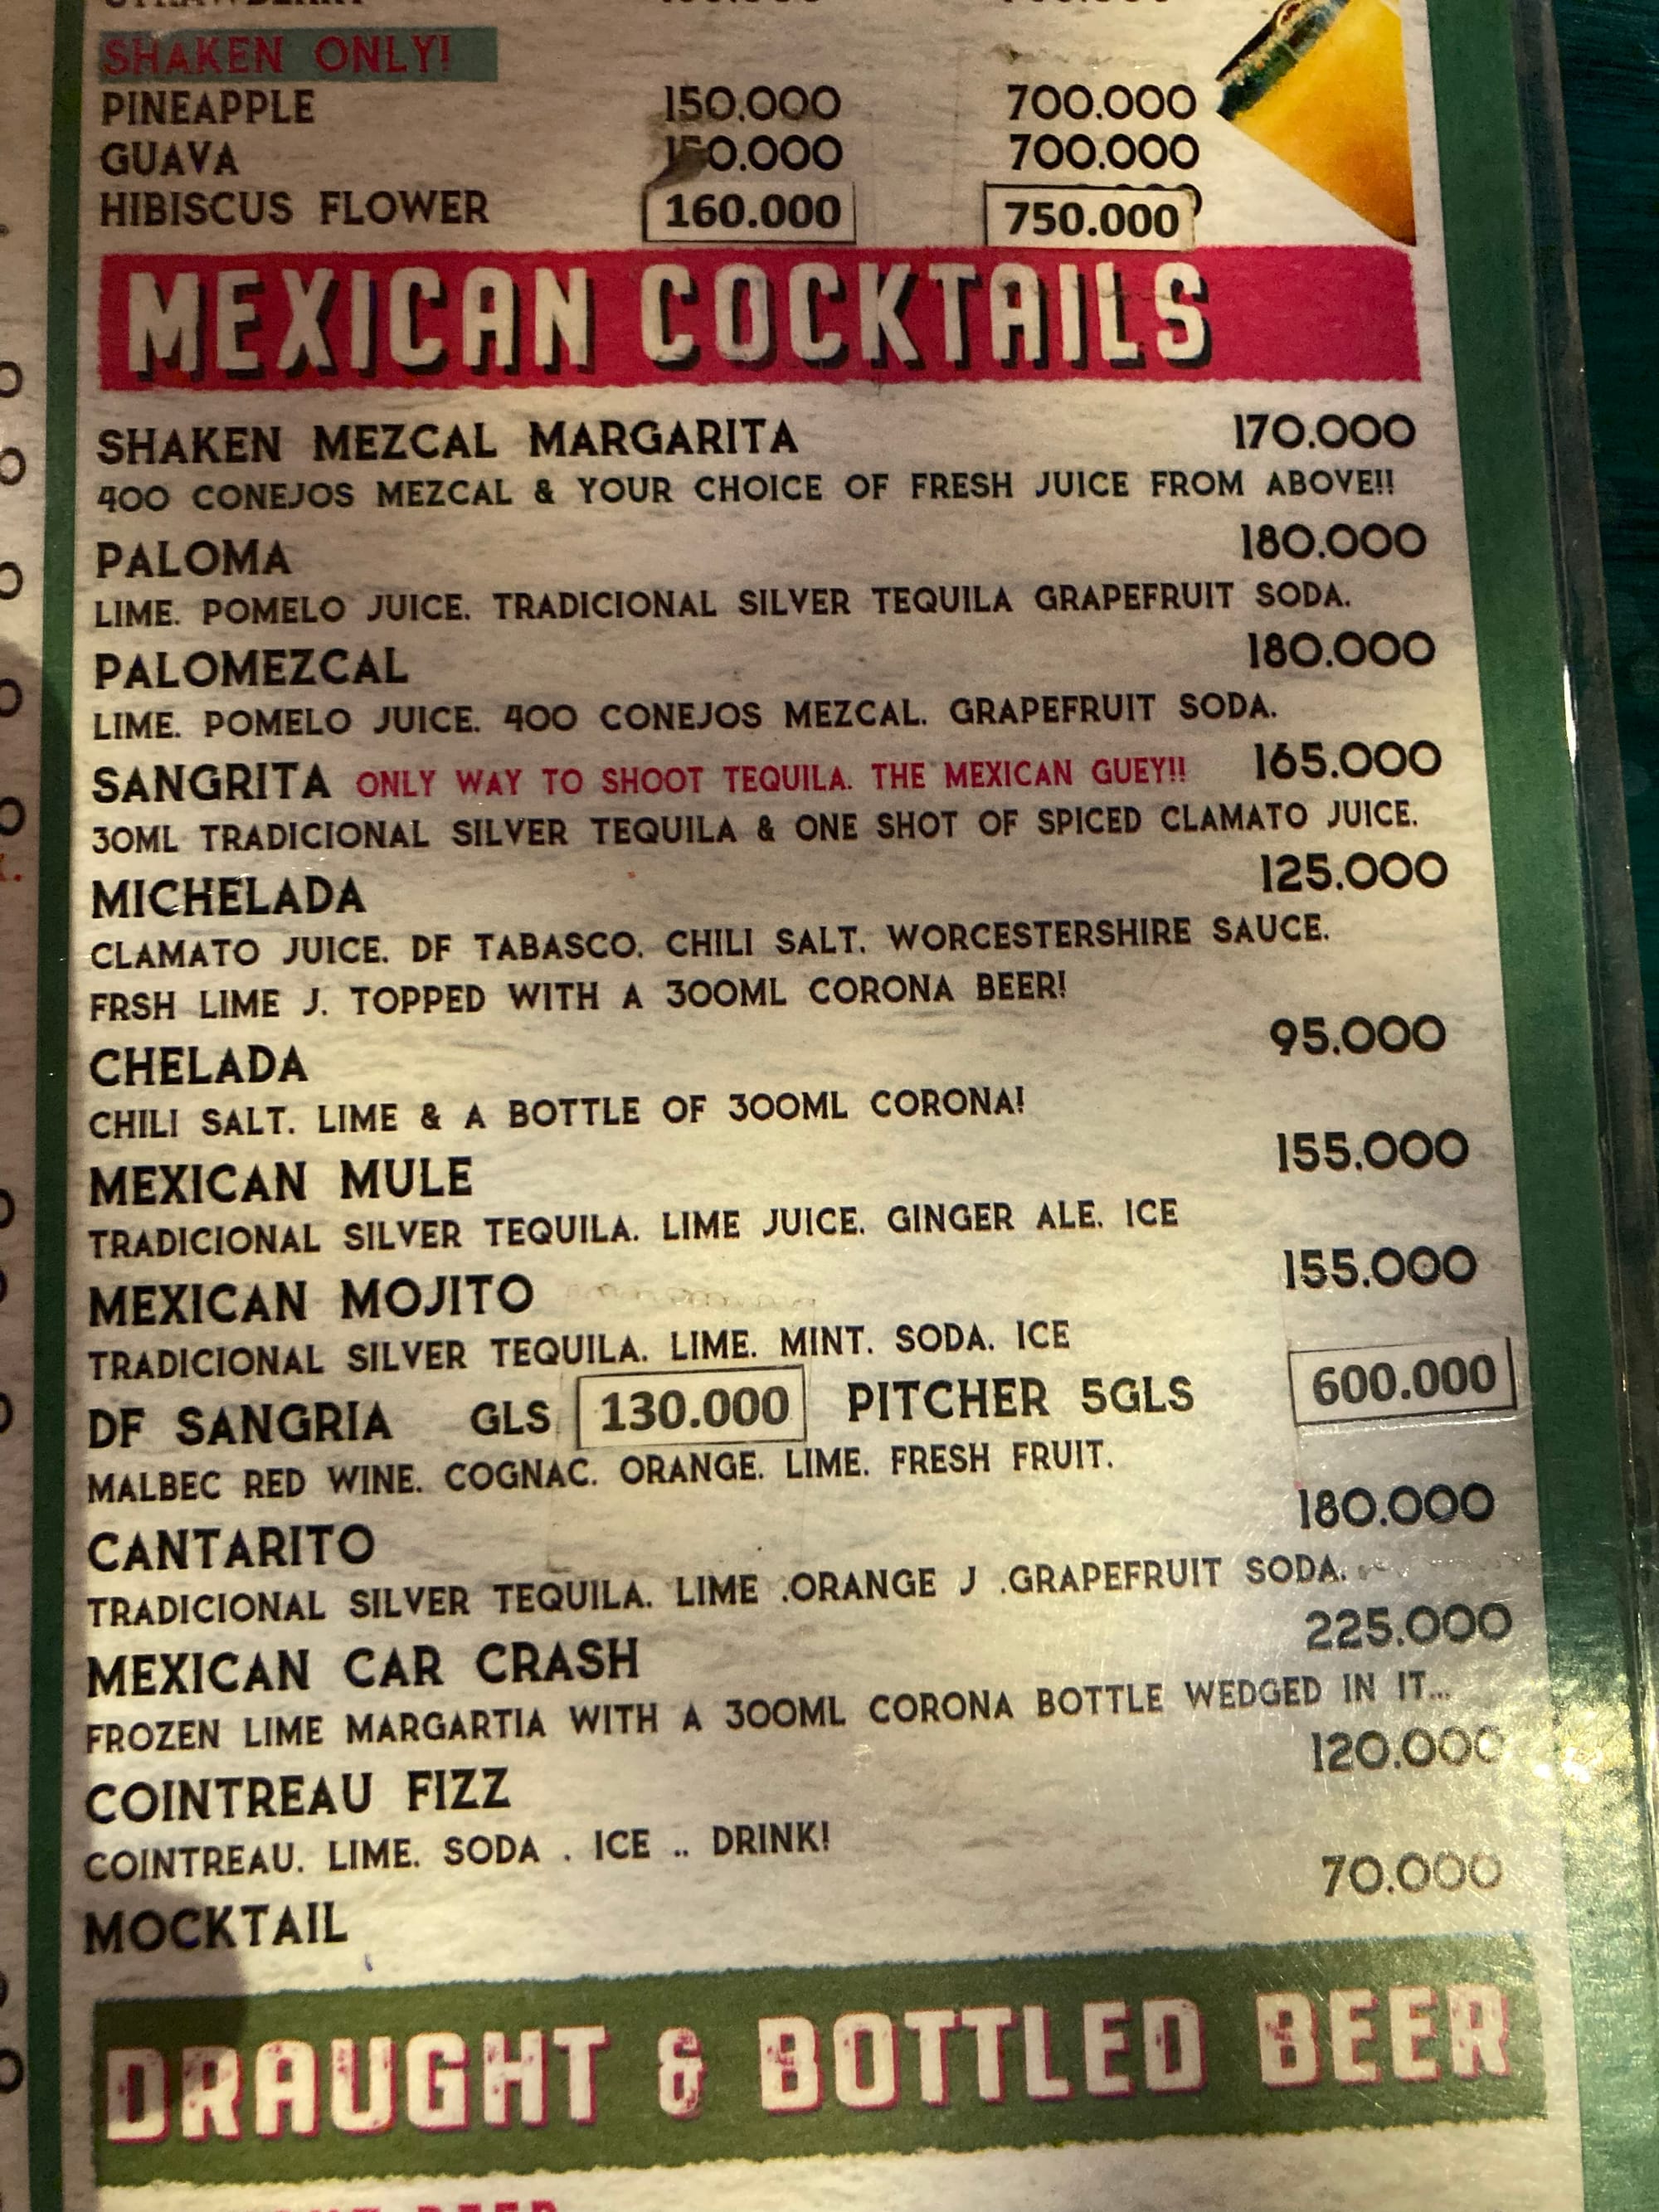 SHAKEN ONLY!
PINEAPPLE 150.000 700.000
GUAVA 150.000 700.000
HIBISCUS FLOWER 160.000 750.000
MEXICAN COCKTAILS
SHAKEN MEZCAL MARGARITA 170.000
400 CONEJOS MEZCAL & YOUR CHOICE OF FRESH JUICE FROM ABOVE!!
PALOMA 180.000
LIME. POMELO JUICE. TRADICIONAL SILVER TEQUILA GRAPEFRUIT SODA.
PALOMEZCAL 180.000
LIME. POMELO JUICE. 400 CONEJOS MEZCAL. GRAPEFRUIT SODA.
SANGRITA ONLY WAY TO SHOOT TEQUILA. THE MEXICAN GUEY!! 165.000
30ML TRADICIONAL SILVER TEQUILA & ONE SHOT OF SPICED CLAMATO JUICE.
MICHELADA 125.000
CLAMATO JUICE. DF TABASCO. CHILI SALT. WORCESTERSHIRE SAUCE.
FRSH LIME J. TOPPED WITH A 300ML CORONA BEER!
CHELADA 95.000
CHILI SALT. LIME & A BOTTLE OF 300ML CORONA!
MEXICAN MULE 155.000
TRADICIONAL SILVER TEQUILA. LIME JUICE. GINGER ALE. ICE
MEXICAN MOJITO 155.000
TRADICIONAL SILVER TEQUILA. LIME. MINT. SODA. ICE
DF SANGRIA GLS 130.000 PITCHER 5GLS 600.000
MALBEC RED WINE. COGNAC. ORANGE. LIME. FRESH FRUIT.
CANTARITO 180.000
TRADICIONAL SILVER TEQUILA. LIME .ORANGE J .GRAPEFRUIT SODA.
MEXICAN CAR CRASH 225.000
FROZEN LIME MARGARTIA WITH A 300ML CORONA BOTTLE WEDGED IN IT...
COINTREAU FIZZ 120.000
COINTREAU. LIME. SODA . ICE .. DRINK!
MOCKTAIL 70.000
DRAUGHT & BOTTLED BEER